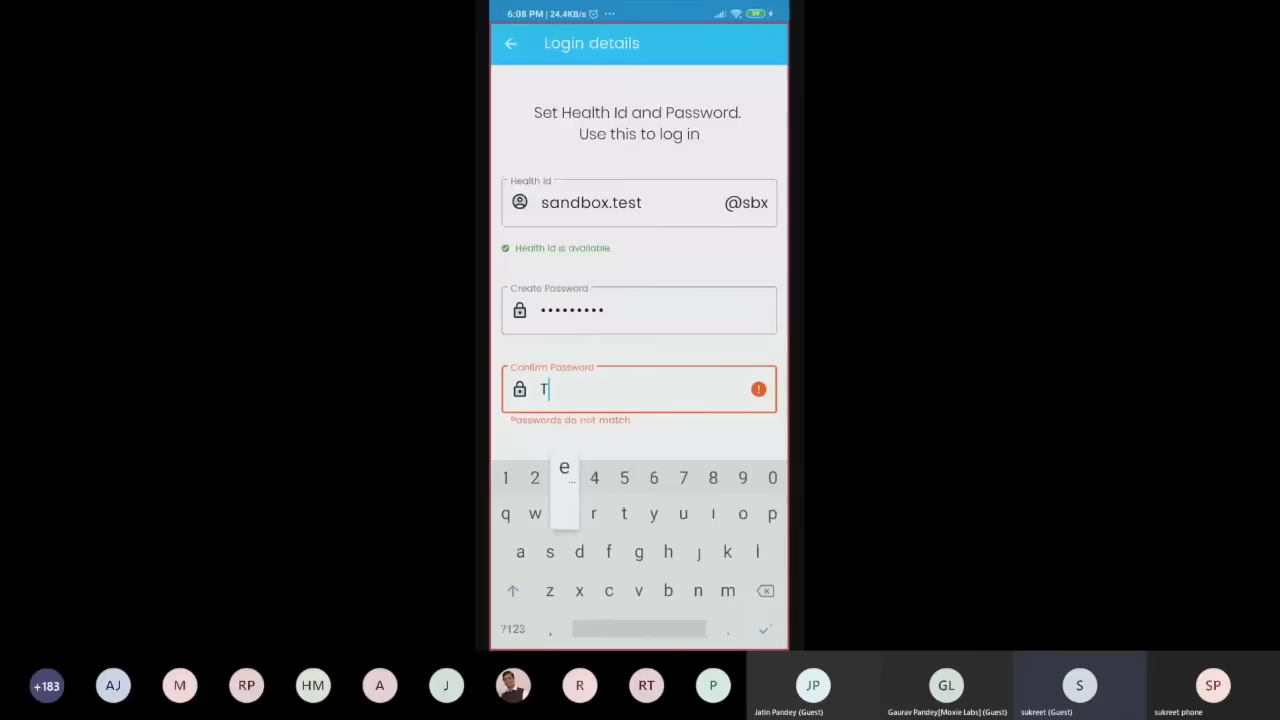 6:08 PM | 24.4KB/s ...
Login details
Set Health Id and Password.
Use this to log in
Health Id
sandbox.test @sbx
Health Id is available.
Create Password
•••••••••
Confirm Password
T
Passwords do not match
1 2 e 4 5 6 7 8 9 0
q w r t y u i o p
a s d f g h j k l
z x c v b n m
?123 , .
+183 AJ M RP HM A J R RT P JP GL S SP
Jatin Pandey (Guest) Gaurav Pandey[Moxie Labs] (Guest) sukreet (Guest) sukreet phone